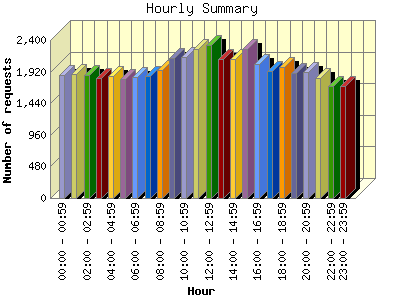 Hourly Summary
Number of requests
2,400
1,920
1,440
960
480
0
00:00 - 00:59
02:00 - 02:59
04:00 - 04:59
06:00 - 06:59
08:00 - 08:59
10:00 - 10:59
12:00 - 12:59
14:00 - 14:59
16:00 - 16:59
18:00 - 18:59
20:00 - 20:59
22:00 - 22:59
23:00 - 23:59
Hour